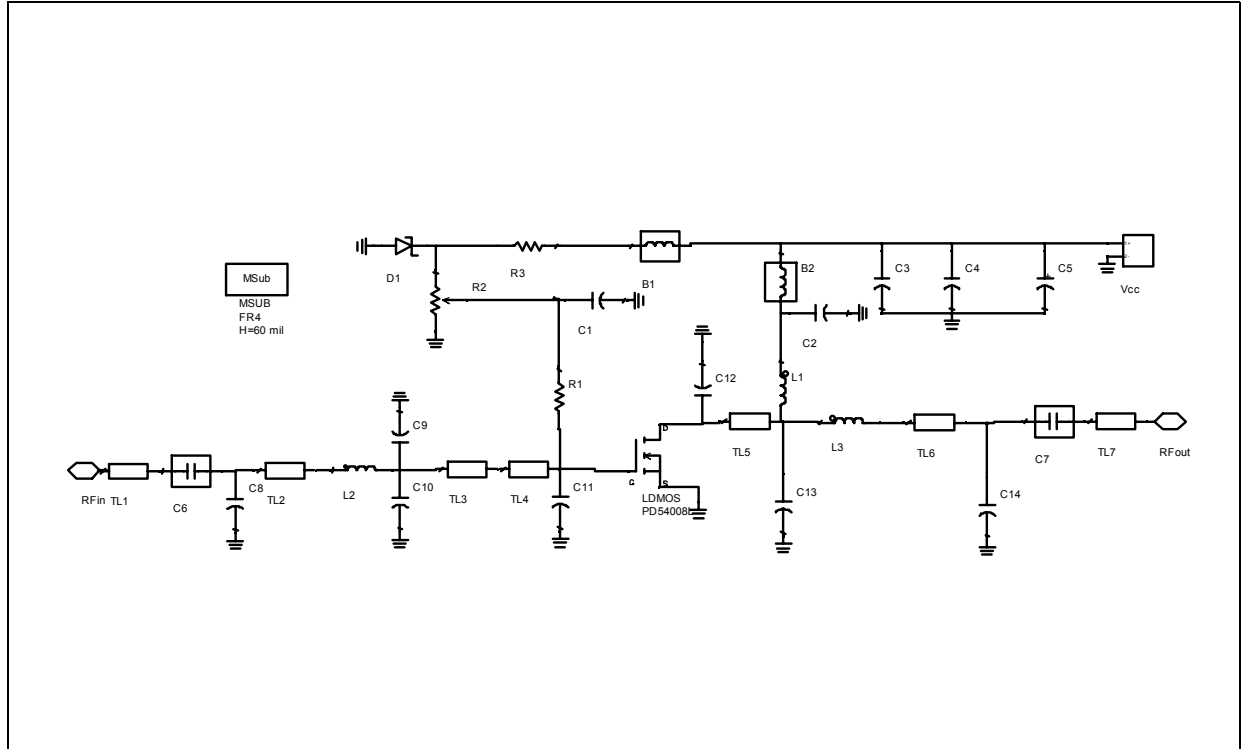 B2
C3
C4
C5
MSub
D1
R3
B1
Vcc
R2
MSUB
FR4
H=60 mil
C1
C2
C12
L1
R1
C9
D
TL5
L3
TL6
C7
TL7
RFout
RFin
TL1
C6
C8
TL2
L2
C10
TL3
TL4
C11
G
S
LDMOS
PD54008L
C13
C14